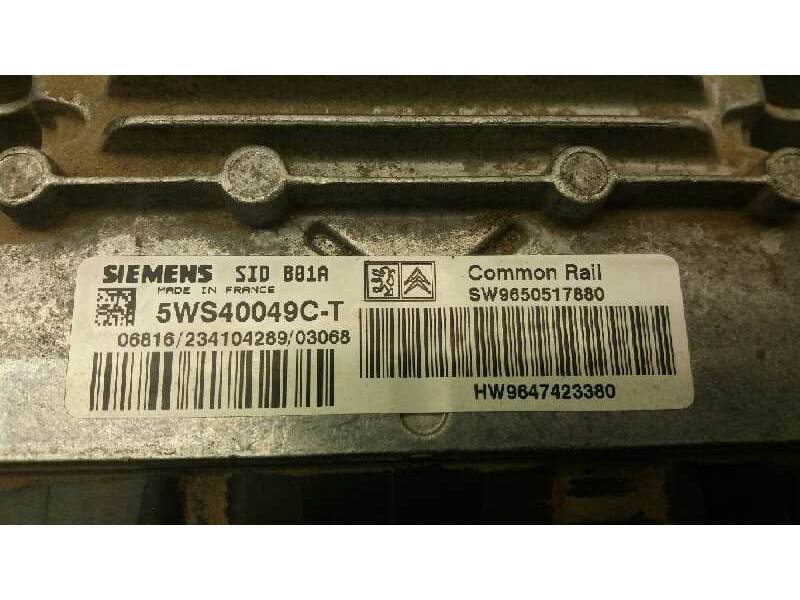 SIEMENS SID 801A
MADE IN FRANCE
5WS40049C-T
06816/234104289/03068
Common Rail
SW9650517880
HW9647423380